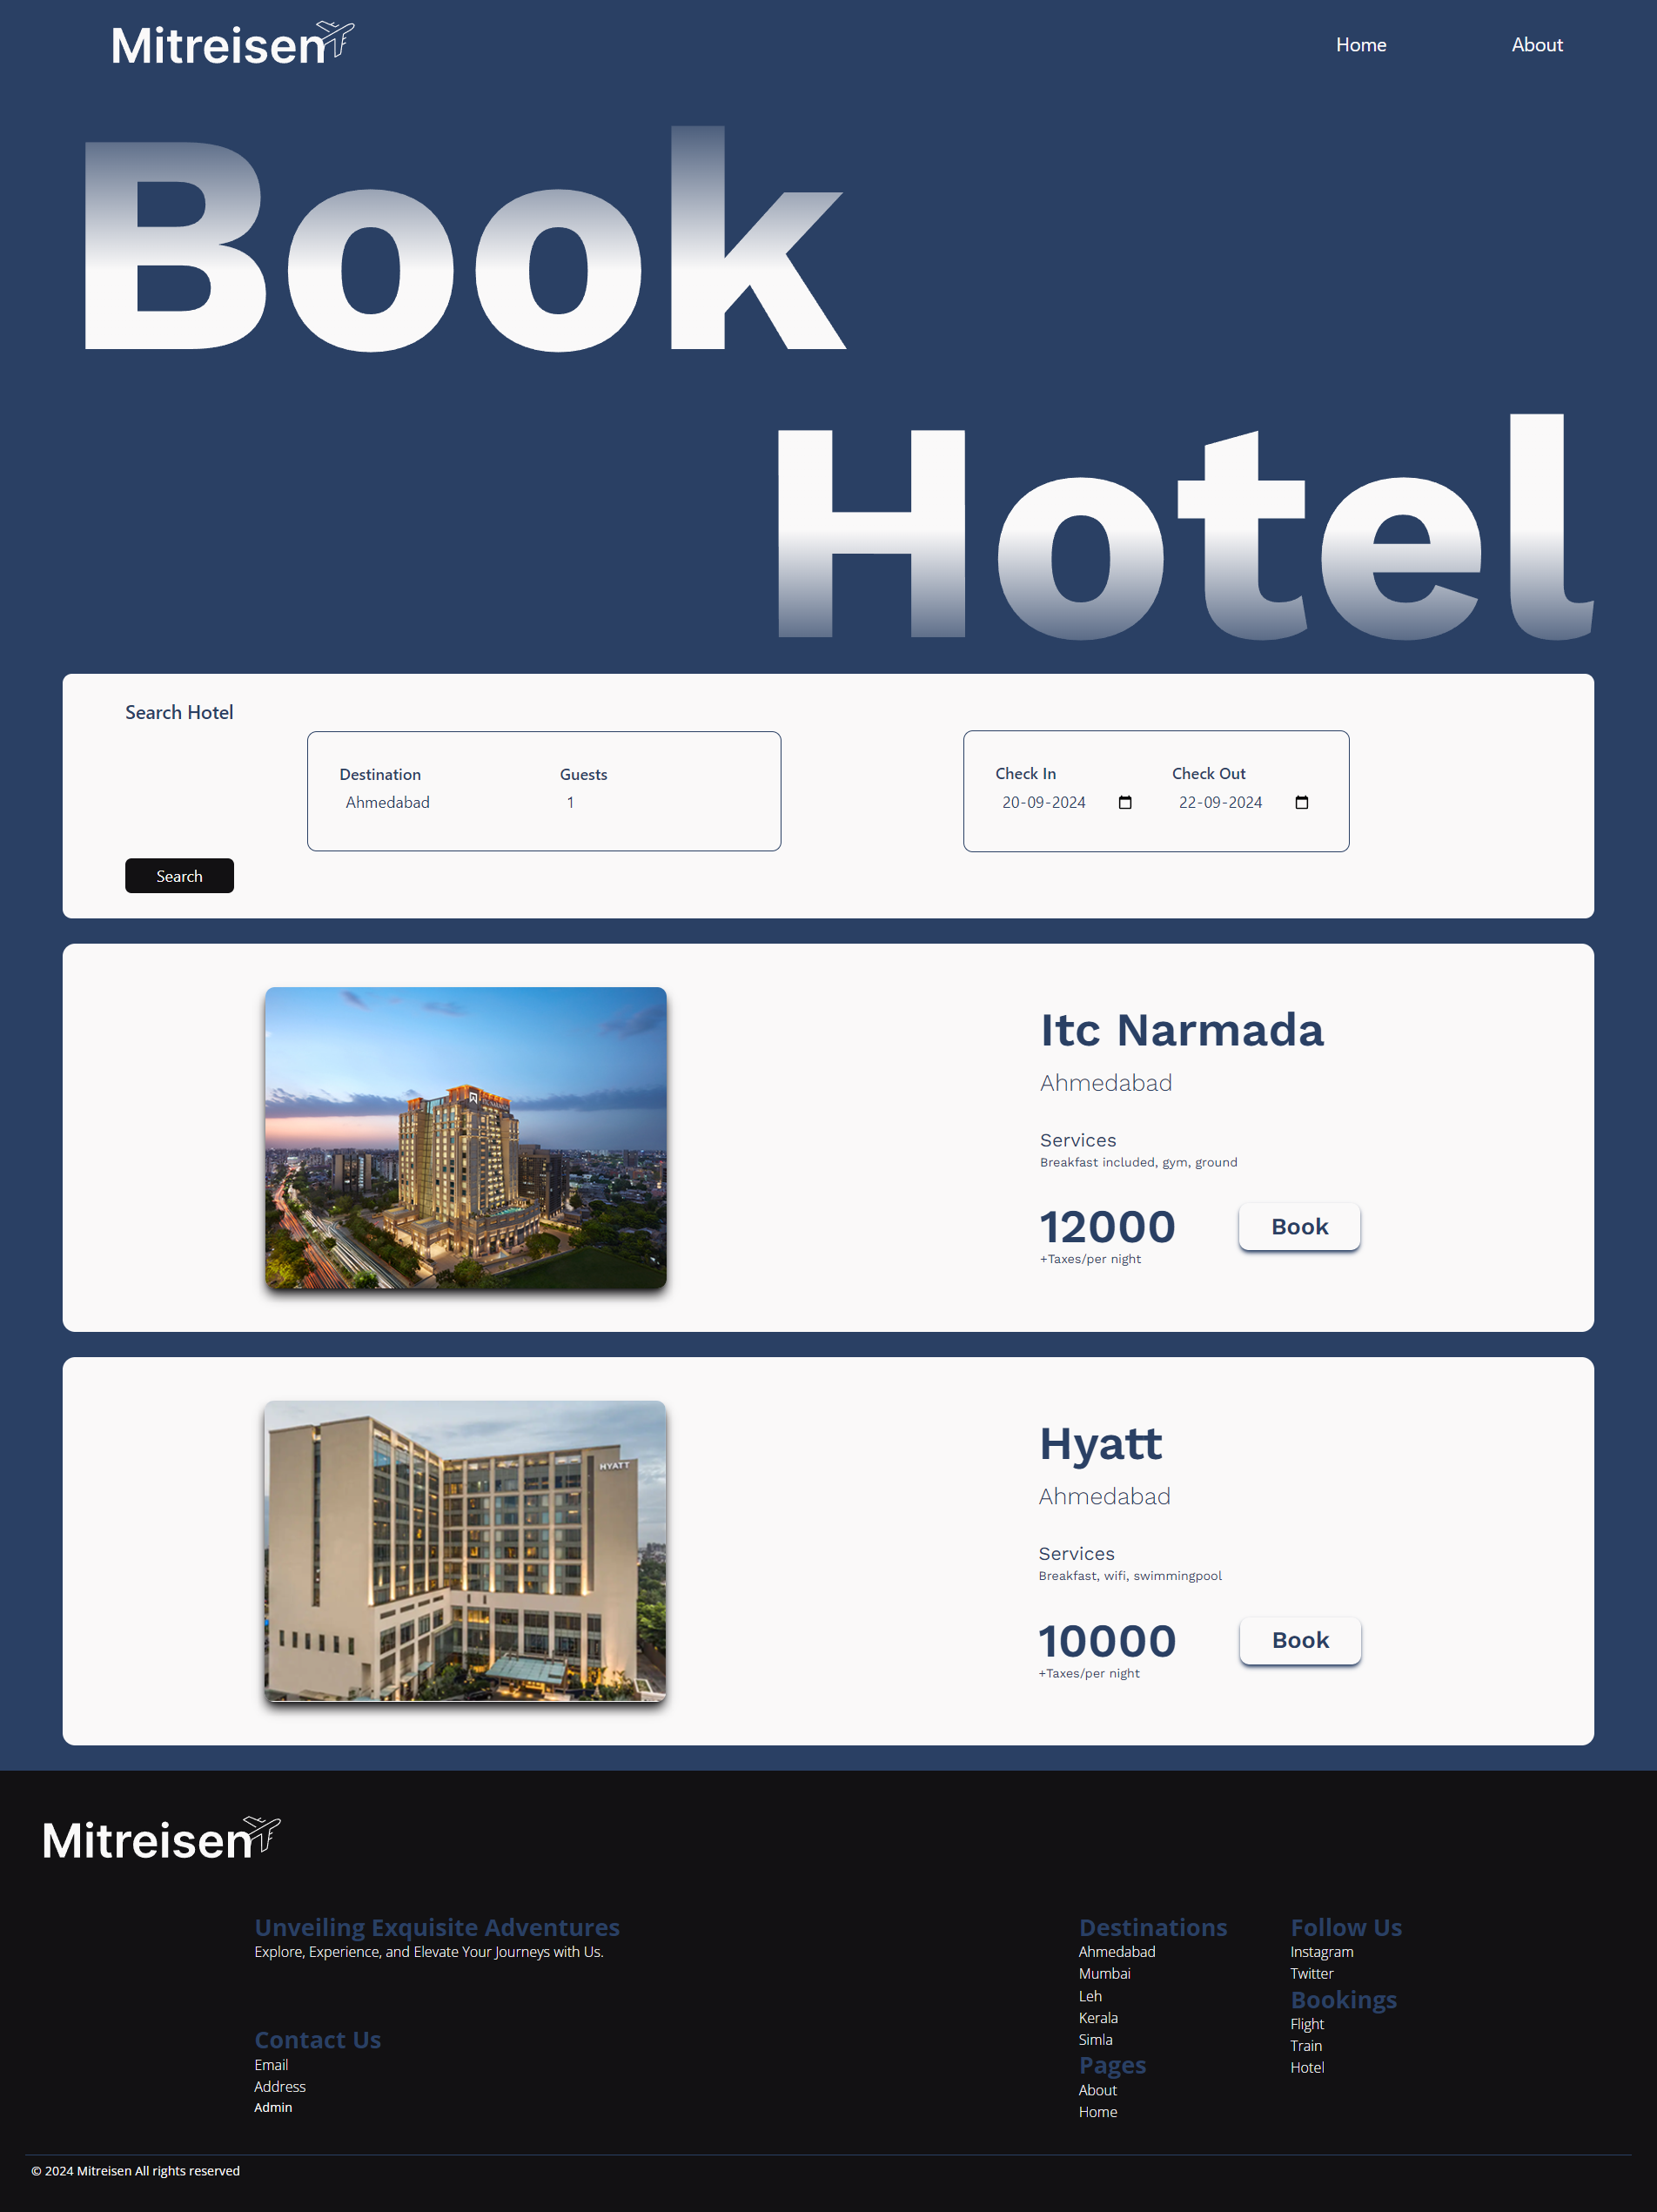 Mitreisen
Home
About
Book
Hotel
Search Hotel
Destination
Guests
Ahmedabad
1
Check In
Check Out
20-09-2024
22-09-2024
Search
Itc Narmada
Ahmedabad
Services
Breakfast included, gym, ground
12000
+Taxes/per night
Book
HYATT
Hyatt
Ahmedabad
Services
Breakfast, wifi, swimmingpool
10000
+Taxes/per night
Book
Mitreisen
Unveiling Exquisite Adventures
Explore, Experience, and Elevate Your Journeys with Us.
Contact Us
Email
Address
Admin
Destinations
Ahmedabad
Mumbai
Leh
Kerala
Simla
Pages
About
Home
Follow Us
Instagram
Twitter
Bookings
Flight
Train
Hotel
© 2024 Mitreisen All rights reserved